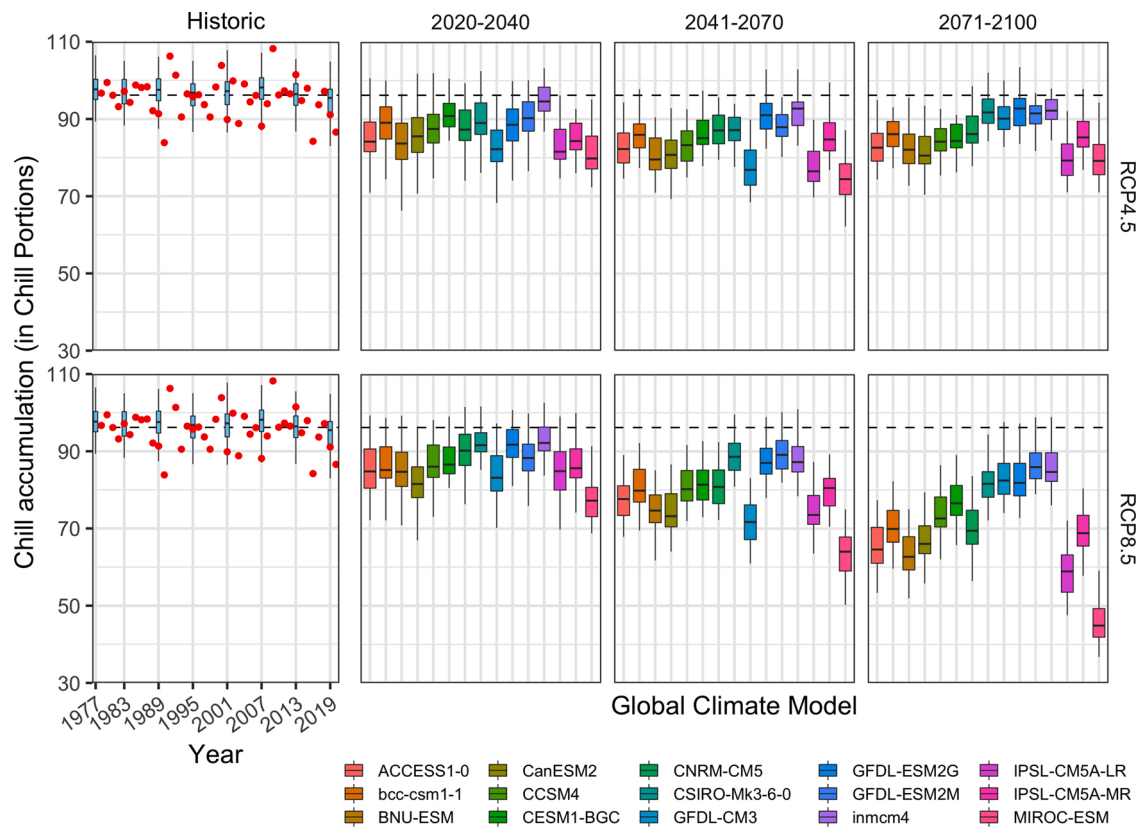 Historic 2020-2040 2041-2070 2071-2100
Chill accumulation (in Chill Portions)
110
90
70
50
30
RCP4.5
110
90
70
50
30
RCP8.5
1977 1983 1989 1995 2001 2007 2013 2019
Year
Global Climate Model
ACCESS1-0 CanESM2 CNRM-CM5 GFDL-ESM2G IPSL-CM5A-LR
bcc-csm1-1 CCSM4 CSIRO-Mk3-6-0 GFDL-ESM2M IPSL-CM5A-MR
BNU-ESM CESM1-BGC GFDL-CM3 inmcm4 MIROC-ESM